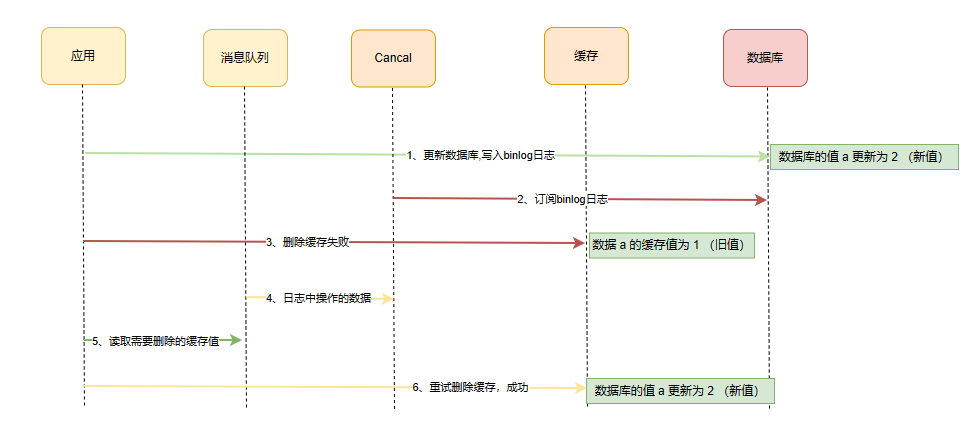 应用
消息队列
Cancal
缓存
数据库
1、更新数据库,写入binlog日志
数据库的值 a 更新为 2 （新值）
2、订阅binlog日志
3、删除缓存失败
数据 a 的缓存值为 1 （旧值）
4、日志中操作的数据
5、读取需要删除的缓存值
6、重试删除缓存，成功
数据库的值 a 更新为 2 （新值）